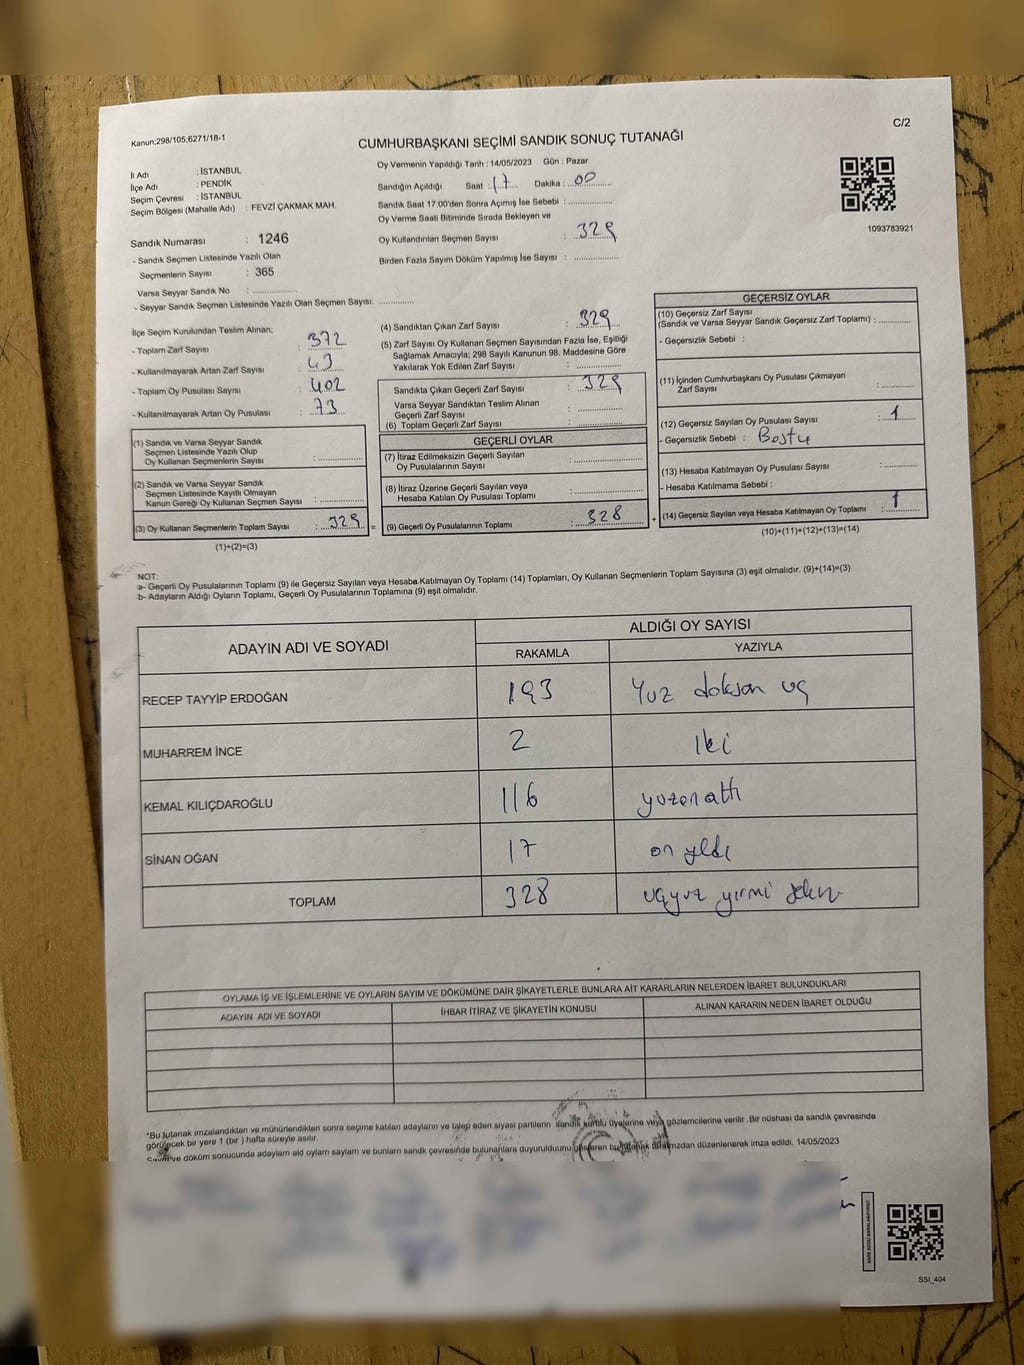 Kanun;298/105;6271/18-1
C/2
CUMHURBAŞKANI SEÇİMİ SANDIK SONUÇ TUTANAĞI
İl Adı : İSTANBUL
İlçe Adı : PENDİK
Seçim Çevresi : İSTANBUL
Seçim Bölgesi (Mahalle Adı) : FEVZİ ÇAKMAK MAH.
Sandık Numarası : 1246
- Sandık Seçmen Listesinde Yazılı Olan
Seçmenlerin Sayısı : 365
Varsa Seyyar Sandık No : ..............
- Seyyar Sandık Seçmen Listesinde Yazılı Olan Seçmen Sayısı: ............
Oy Vermenin Yapıldığı Tarih : 14/05/2023 Gün : Pazar
Sandığın Açıldığı Saat : 17 Dakika : 00
Sandık Saat 17:00'den Sonra Açımış İse Sebebi : ..............
Oy Verme Saati Bitiminde Sırada Bekleyen ve
Oy Kullandırılan Seçmen Sayısı : 329
Birden Fazla Sayım Döküm Yapılmış İse Sayısı : ..............
1093783921
İlçe Seçim Kurulundan Teslim Alınan;
- Toplam Zarf Sayısı : 372
- Kullanılmayarak Artan Zarf Sayısı : 43
- Toplam Oy Pusulası Sayısı : 402
- Kullanılmayarak Artan Oy Pusulası : 73
(1) Sandık ve Varsa Seyyar Sandık
Seçmen Listesinde Yazılı Olup
Oy Kullanan Seçmenlerin Sayısı : ..............
(2) Sandık ve Varsa Seyyar Sandık
Seçmen Listesinde Kayıtlı Olmayan
Kanun Gereği Oy Kullanan Seçmen Sayısı : ..............
(3) Oy Kullanan Seçmenlerin Toplam Sayısı : 329 =
(1)+(2)=(3)
(4) Sandıktan Çıkan Zarf Sayısı : 329
(5) Zarf Sayısı Oy Kullanan Seçmen Sayısından Fazla İse, Eşitliği
Sağlamak Amacıyla; 298 Sayılı Kanunun 98. Maddesine Göre
Yakılarak Yok Edilen Zarf Sayısı : ..............
Sandıkta Çıkan Geçerli Zarf Sayısı : 329
Varsa Seyyar Sandıktan Teslim Alınan
Geçerli Zarf Sayısı : ..............
(6) Toplam Geçerli Zarf Sayısı : ..............
GEÇERLİ OYLAR
(7) İtiraz Edilmeksizin Geçerli Sayılan
Oy Pusulalarının Sayısı : ..............
(8) İtiraz Üzerine Geçerli Sayılan veya
Hesaba Katılan Oy Pusulası Toplamı : ..............
(9) Geçerli Oy Pusulalarının Toplamı : 328 +
GEÇERSİZ OYLAR
(10) Geçersiz Zarf Sayısı
(Sandık ve Varsa Seyyar Sandık Geçersiz Zarf Toplamı) : ............
- Geçersizlik Sebebi :
(11) İçinden Cumhurbaşkanı Oy Pusulası Çıkmayan
Zarf Sayısı : ............
(12) Geçersiz Sayılan Oy Pusulası Sayısı : 1
- Geçersizlik Sebebi : Boştu
(13) Hesaba Katılmayan Oy Pusulası Sayısı : ............
- Hesaba Katılmama Sebebi :
(14) Geçersiz Sayılan veya Hesaba Katılmayan Oy Toplamı : 1
(10)+(11)+(12)+(13)=(14)
NOT:
a- Geçerli Oy Pusulalarının Toplamı (9) ile Geçersiz Sayılan veya Hesaba Katılmayan Oy Toplamı (14) Toplamları, Oy Kullanan Seçmenlerin Toplam Sayısına (3) eşit olmalıdır. (9)+(14)=(3)
b- Adayların Aldığı Oyların Toplamı, Geçerli Oy Pusulalarının Toplamına (9) eşit olmalıdır.
ADAYIN ADI VE SOYADI
ALDIĞI OY SAYISI
RAKAMLA YAZIYLA
RECEP TAYYİP ERDOĞAN 193 Yuz doksan uç
MUHARREM İNCE 2 iki
KEMAL KILIÇDAROĞLU 116 yuzonaltı
SİNAN OĞAN 17 on yedi
TOPLAM 328 uçyuz yirmi sekiz
OYLAMA İŞ VE İŞLEMLERİNE VE OYLARIN SAYIM VE DÖKÜMÜNE DAİR ŞİKAYETLERLE BUNLARA AİT KARARLARIN NELERDEN İBARET BULUNDUKLARI
ADAYIN ADI VE SOYADI
İHBAR İTİRAZ VE ŞİKAYETİN KONUSU
ALINAN KARARIN NEDEN İBARET OLDUĞU
*Bu tutanak imzalandıktan ve mühürlendikten sonra seçime katılan adayların ve talep eden siyasi partilerin sandık kurulu üyelerine veya gözlemcilerine verilir .Bir nüshası da sandık çevresinde
görülecek bir yere 1 (bir ) hafta süreyle asılır.
Sayım ve döküm sonucunda adayların ald oyların sayların ve bunların sandk çevresinde bulunanlara duyurulduunu gösteren bu tutanak düzenlenerek imza edildi. 14/05/2023
SSI_404